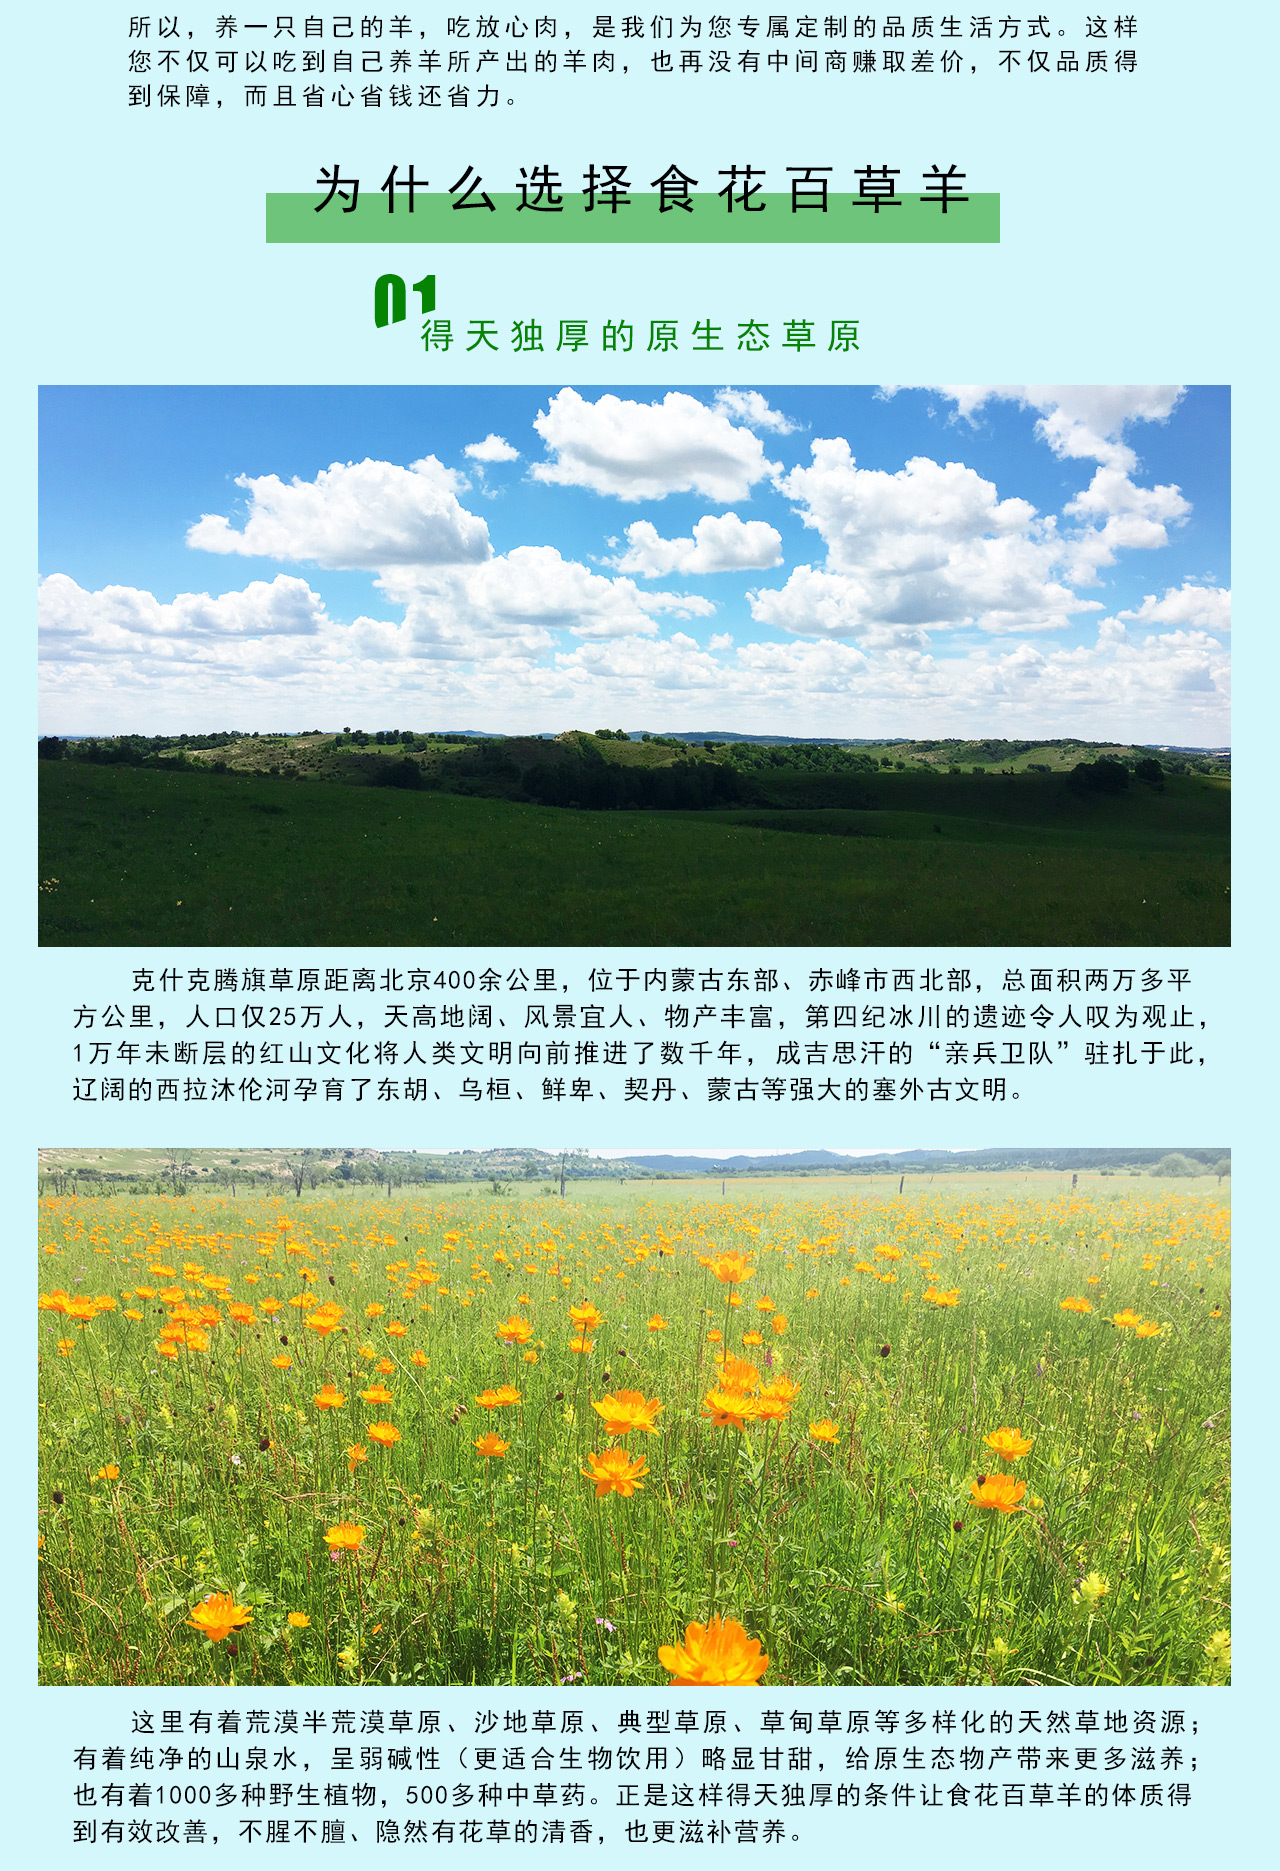 所以，养一只自己的羊，吃放心肉，是我们为您专属定制的品质生活方式。这样
您不仅可以吃到自己养羊所产出的羊肉，也再没有中间商赚取差价，不仅品质得
到保障，而且省心省钱还省力。
为什么选择食花百草羊
01
得天独厚的原生态草原
克什克腾旗草原距离北京400余公里，位于内蒙古东部、赤峰市西北部，总面积两万多平
方公里，人口仅25万人，天高地阔、风景宜人、物产丰富，第四纪冰川的遗迹令人叹为观止，
1万年未断层的红山文化将人类文明向前推进了数千年，成吉思汗的“亲兵卫队”驻扎于此，
辽阔的西拉沐伦河孕育了东胡、乌桓、鲜卑、契丹、蒙古等强大的塞外古文明。
这里有着荒漠半荒漠草原、沙地草原、典型草原、草甸草原等多样化的天然草地资源；
有着纯净的山泉水，呈弱碱性（更适合生物饮用）略显甘甜，给原生态物产带来更多滋养；
也有着1000多种野生植物，500多种中草药。正是这样得天独厚的条件让食花百草羊的体质得
到有效改善，不腥不膻、隐然有花草的清香，也更滋补营养。